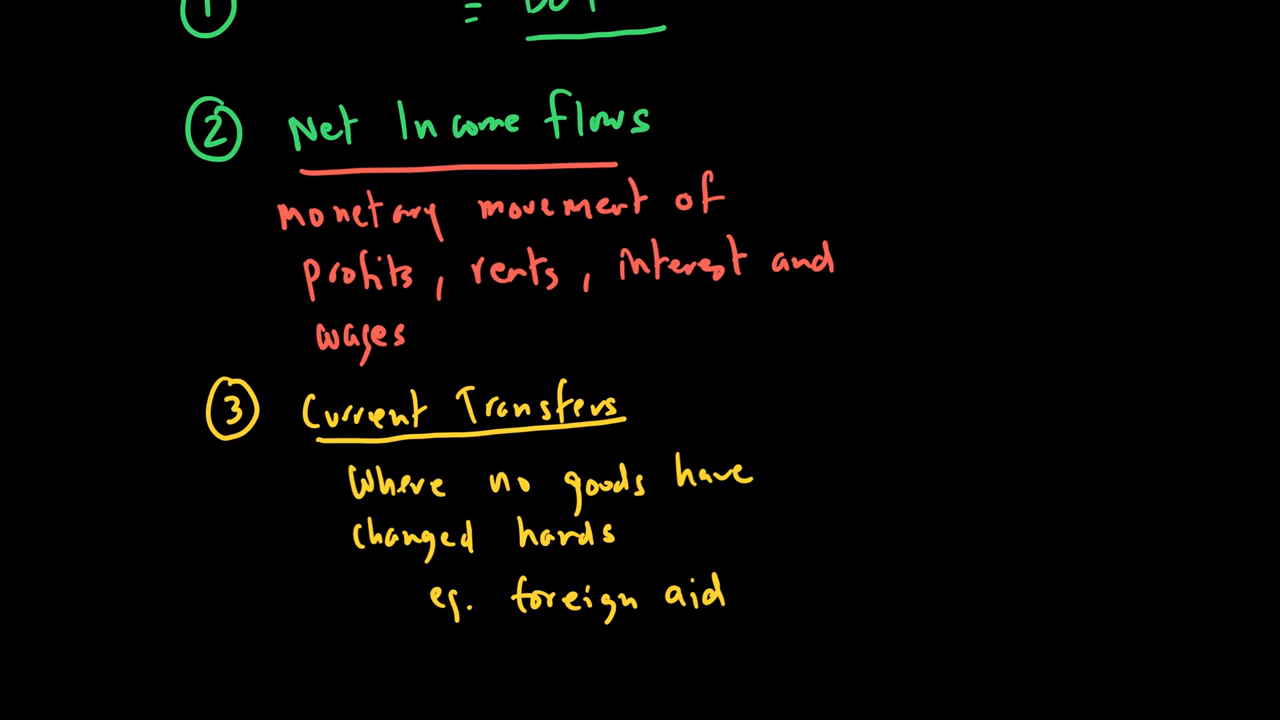 ①
=
② Net Income flows
monetary movement of
profits, rents, interest and
wages
③ Current Transfers
Where no goods have
changed hands
eg. foreign aid